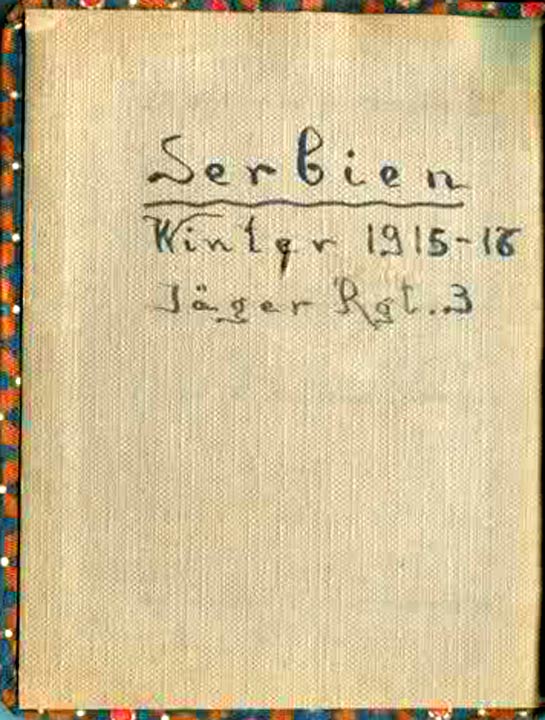 Serbien
Winter 1915-16
Jäger Rgt. 3